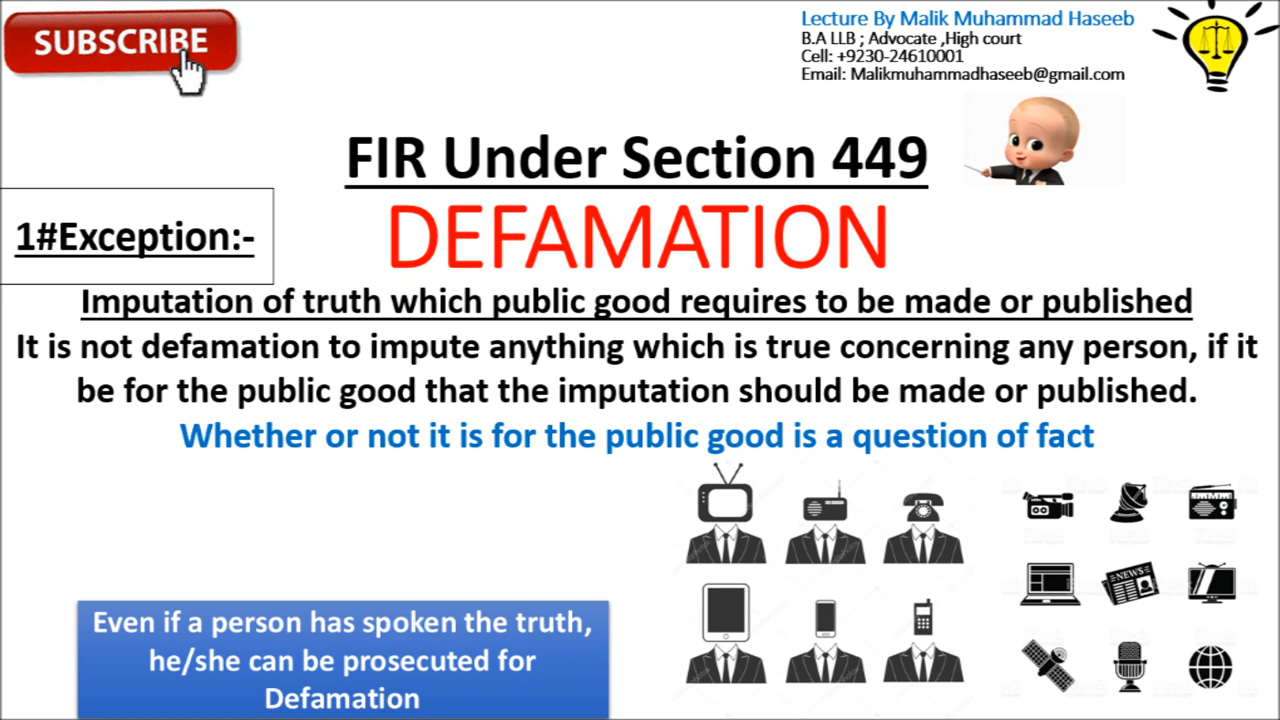 SUBSCRIBE
Lecture By Malik Muhammad Haseeb
B.A LLB ; Advocate ,High court
Cell: +9230-24610001
Email: Malikmuhammadhaseeb@gmail.com
FIR Under Section 449
1#Exception:-
DEFAMATION
Imputation of truth which public good requires to be made or published
It is not defamation to impute anything which is true concerning any person, if it
be for the public good that the imputation should be made or published.
Whether or not it is for the public good is a question of fact
NEWS
Even if a person has spoken the truth,
he/she can be prosecuted for
Defamation